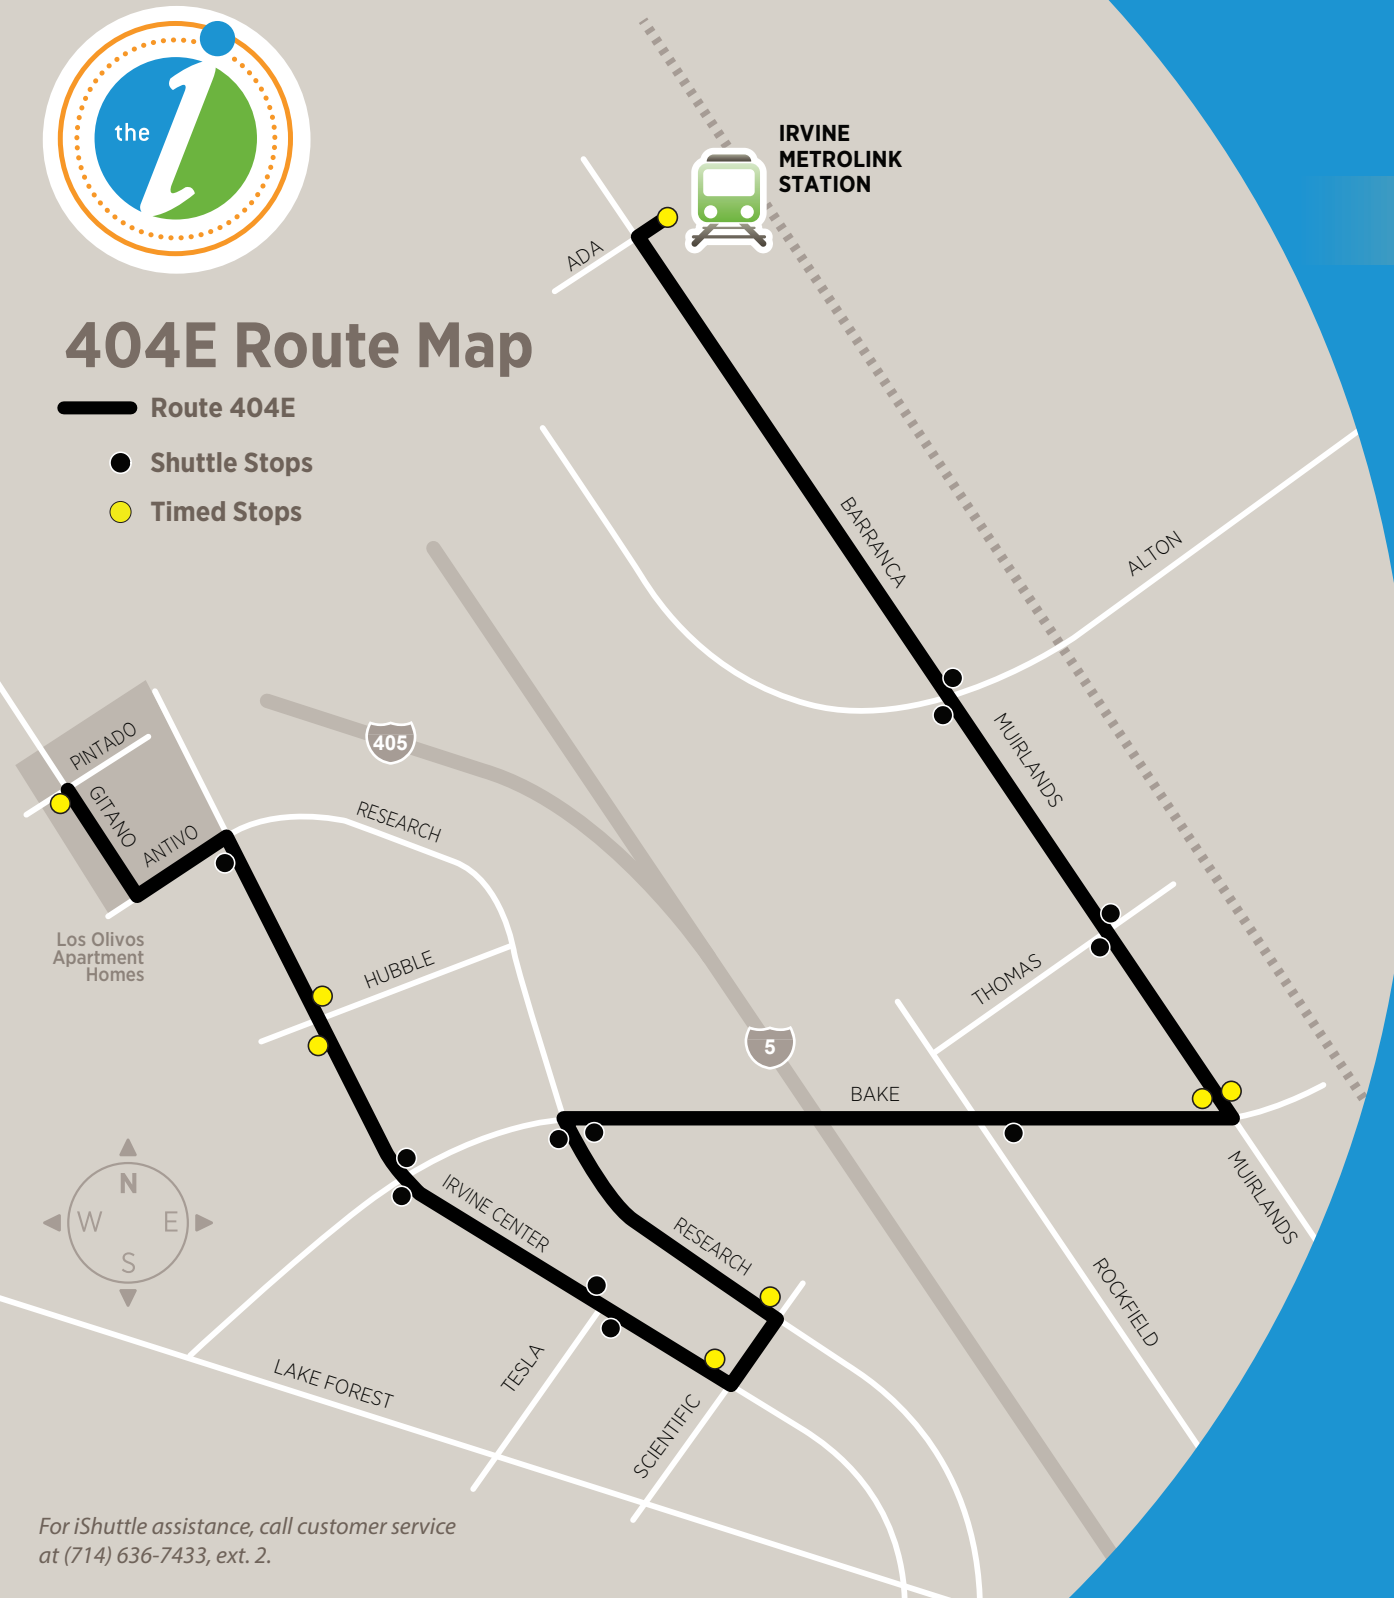 the
i
IRVINE
METROLINK
STATION
ADA
404E Route Map
Route 404E
Shuttle Stops
Timed Stops
BARRANCA
ALTON
MUIRLANDS
PINTADO
GITANO
ANTIVO
405
RESEARCH
Los Olivos
Apartment
Homes
HUBBLE
THOMAS
5
BAKE
N
W
E
S
IRVINE CENTER
RESEARCH
MUIRLANDS
ROCKFIELD
TESLA
LAKE FOREST
SCIENTIFIC
For iShuttle assistance, call customer service
at (714) 636-7433, ext. 2.